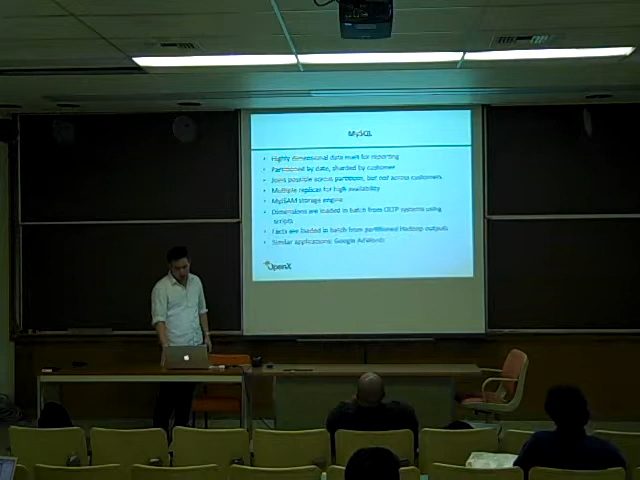 MySQL
• Highly dimensional data mart for reporting
• Partitioned by date, sharded by customer
• Joins possible across partitions, but not across customers
• Multiple replicas for high availability
• MyISAM storage engine
• Dimensions are loaded in batch from OLTP systems using
scripts
• Facts are loaded in batch from partitioned Hadoop outputs
• Similar applications: Google AdWords
OpenX